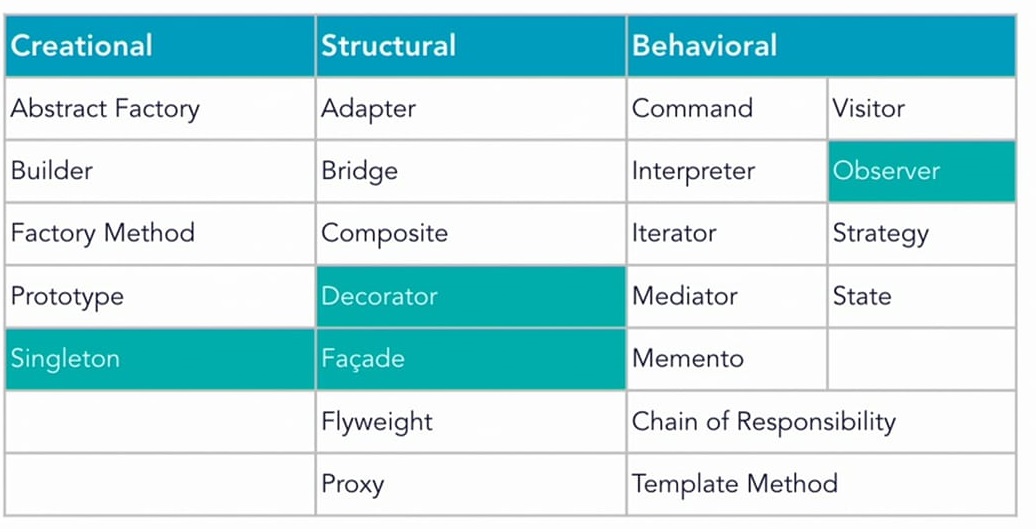 Creational Structural Behavioral
Abstract Factory Adapter Command Visitor
Builder Bridge Interpreter Observer
Factory Method Composite Iterator Strategy
Prototype Decorator Mediator State
Singleton Façade Memento
Flyweight Chain of Responsibility
Proxy Template Method